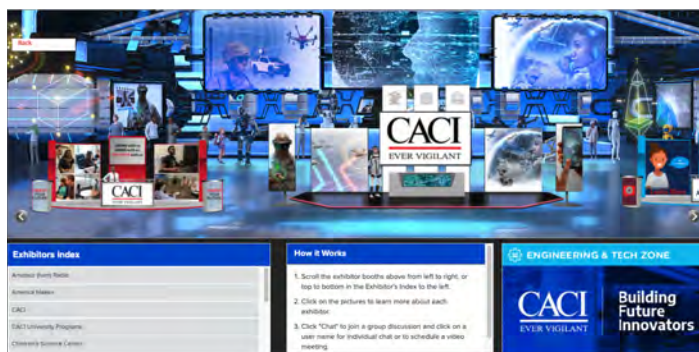 Back
CACI
EVER VIGILANT
CACI
Exhibitors Index
Amateur (ham) Radio
America Makes
CACI
CACI University Programs
Children's Science Center
How it Works
1. Scroll the exhibitor booths above from left to right, or
top to bottom in the Exhibitor's Index to the left.
2. Click on the pictures to learn more about each
exhibitor.
3. Click "Chat" to join a group discussion and click on a
user name for individual chat or to schedule a video
meeting.
ENGINEERING & TECH ZONE
CACI
EVER VIGILANT
Building
Future
Innovators